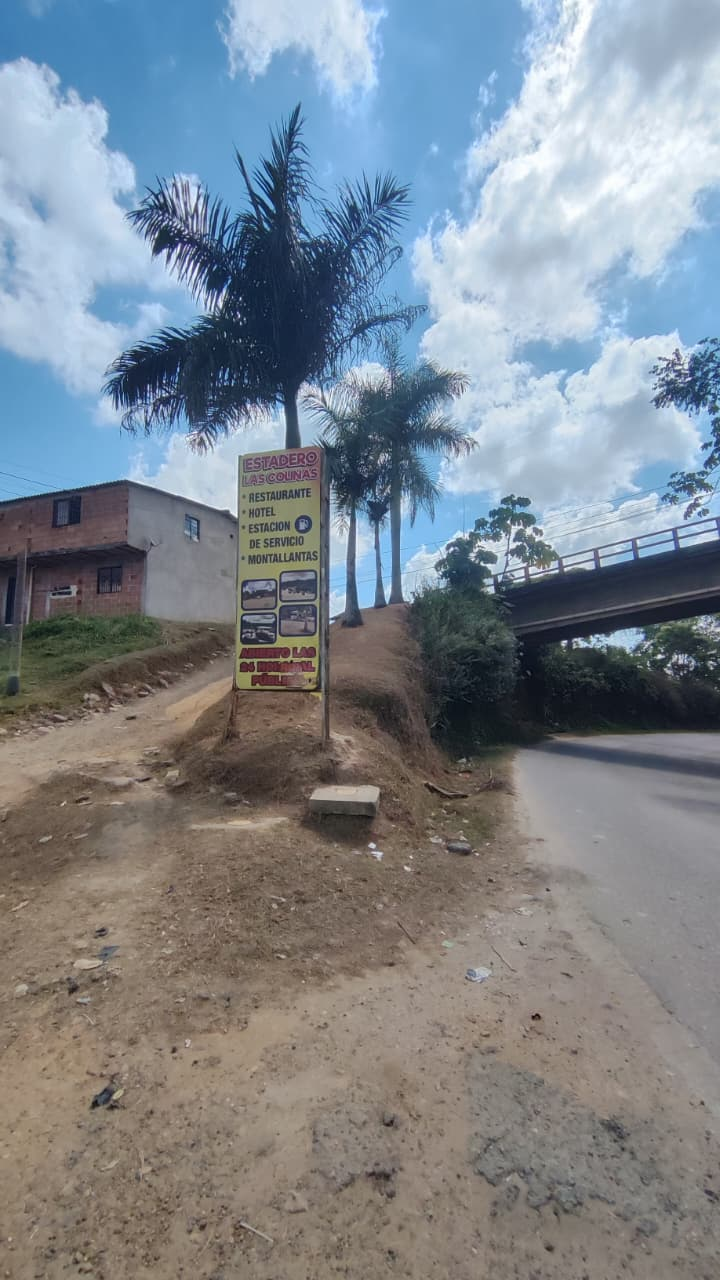 ESTADERO
LAS COLINAS
* RESTAURANTE
* HOTEL
* ESTACION
DE SERVICIO
* MONTALLANTAS
ABIERTO LAS
24 HORAS AL
PÚBLICO